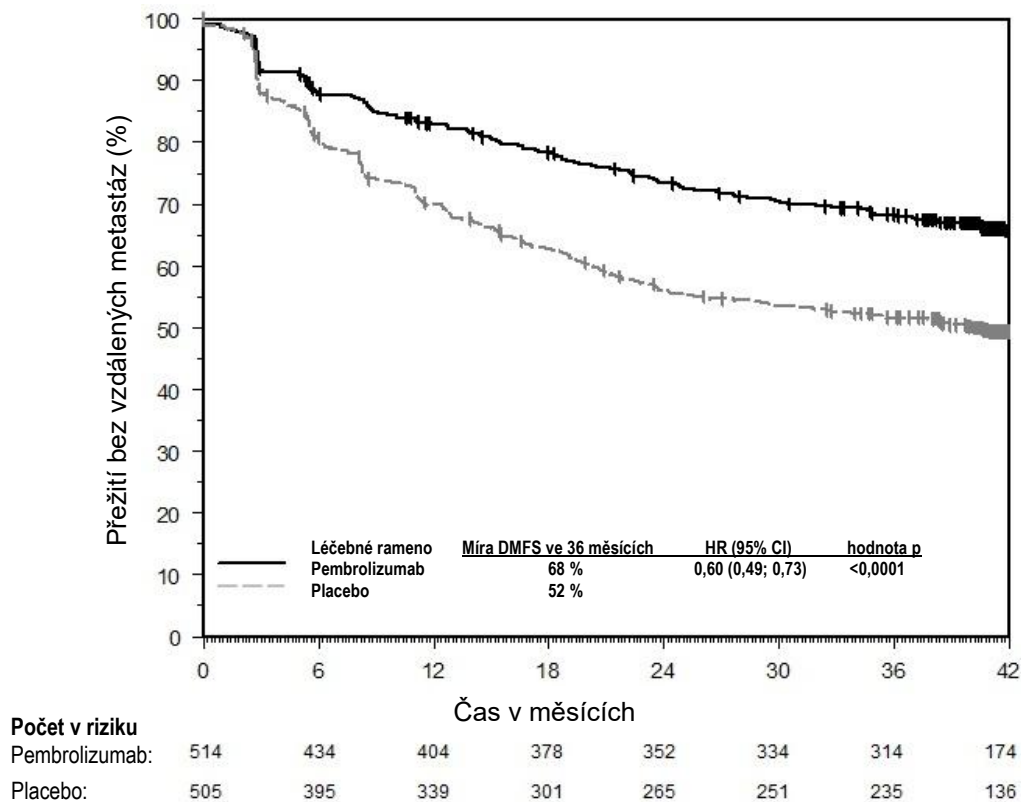 100
90
80
70
60
50
40
30
20
10
0
Přežití bez vzdálených metastáz (%)
Léčebné rameno Míra DMFS ve 36 měsících HR (95% CI) hodnota p
Pembrolizumab 68 % 0,60 (0,49; 0,73) <0,0001
Placebo 52 %
0 6 12 18 24 30 36 42
Čas v měsících
Počet v riziku
Pembrolizumab: 514 434 404 378 352 334 314 174
Placebo: 505 395 339 301 265 251 235 136